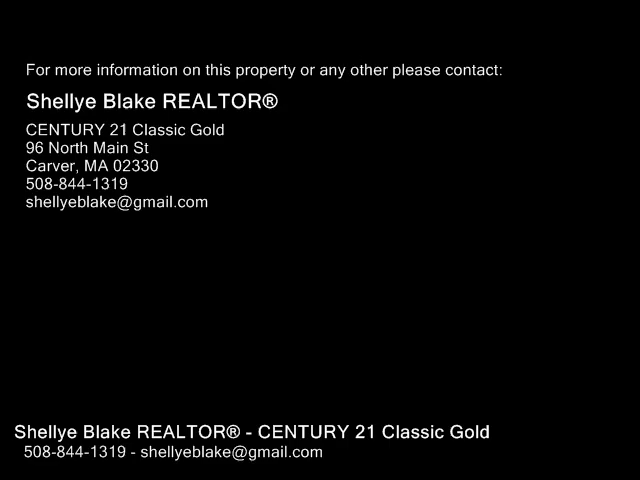 For more information on this property or any other please contact:
Shellye Blake REALTOR®
CENTURY 21 Classic Gold
96 North Main St
Carver, MA 02330
508-844-1319
shellyeblake@gmail.com
Shellye Blake REALTOR® - CENTURY 21 Classic Gold
508-844-1319 - shellyeblake@gmail.com